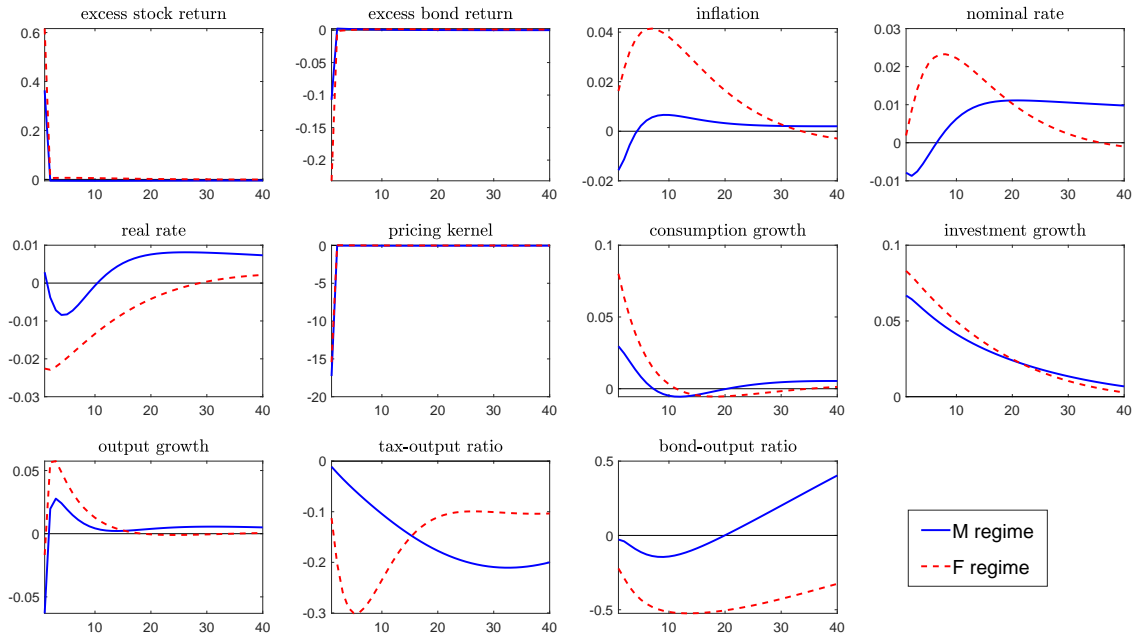 excess stock return
0.6
0.4
0.2
0
10 20 30 40
excess bond return
0
-0.05
-0.1
-0.15
-0.2
10 20 30 40
inflation
0.04
0.02
0
-0.02
10 20 30 40
nominal rate
0.03
0.02
0.01
0
-0.01
10 20 30 40
real rate
0.01
0
-0.01
-0.02
-0.03
10 20 30 40
pricing kernel
0
-5
-10
-15
-20
10 20 30 40
consumption growth
0.1
0.05
0
10 20 30 40
investment growth
0.1
0.05
0
10 20 30 40
output growth
0.05
0
-0.05
10 20 30 40
tax-output ratio
0
-0.1
-0.2
-0.3
10 20 30 40
bond-output ratio
0.5
0
-0.5
10 20 30 40
M regime
F regime